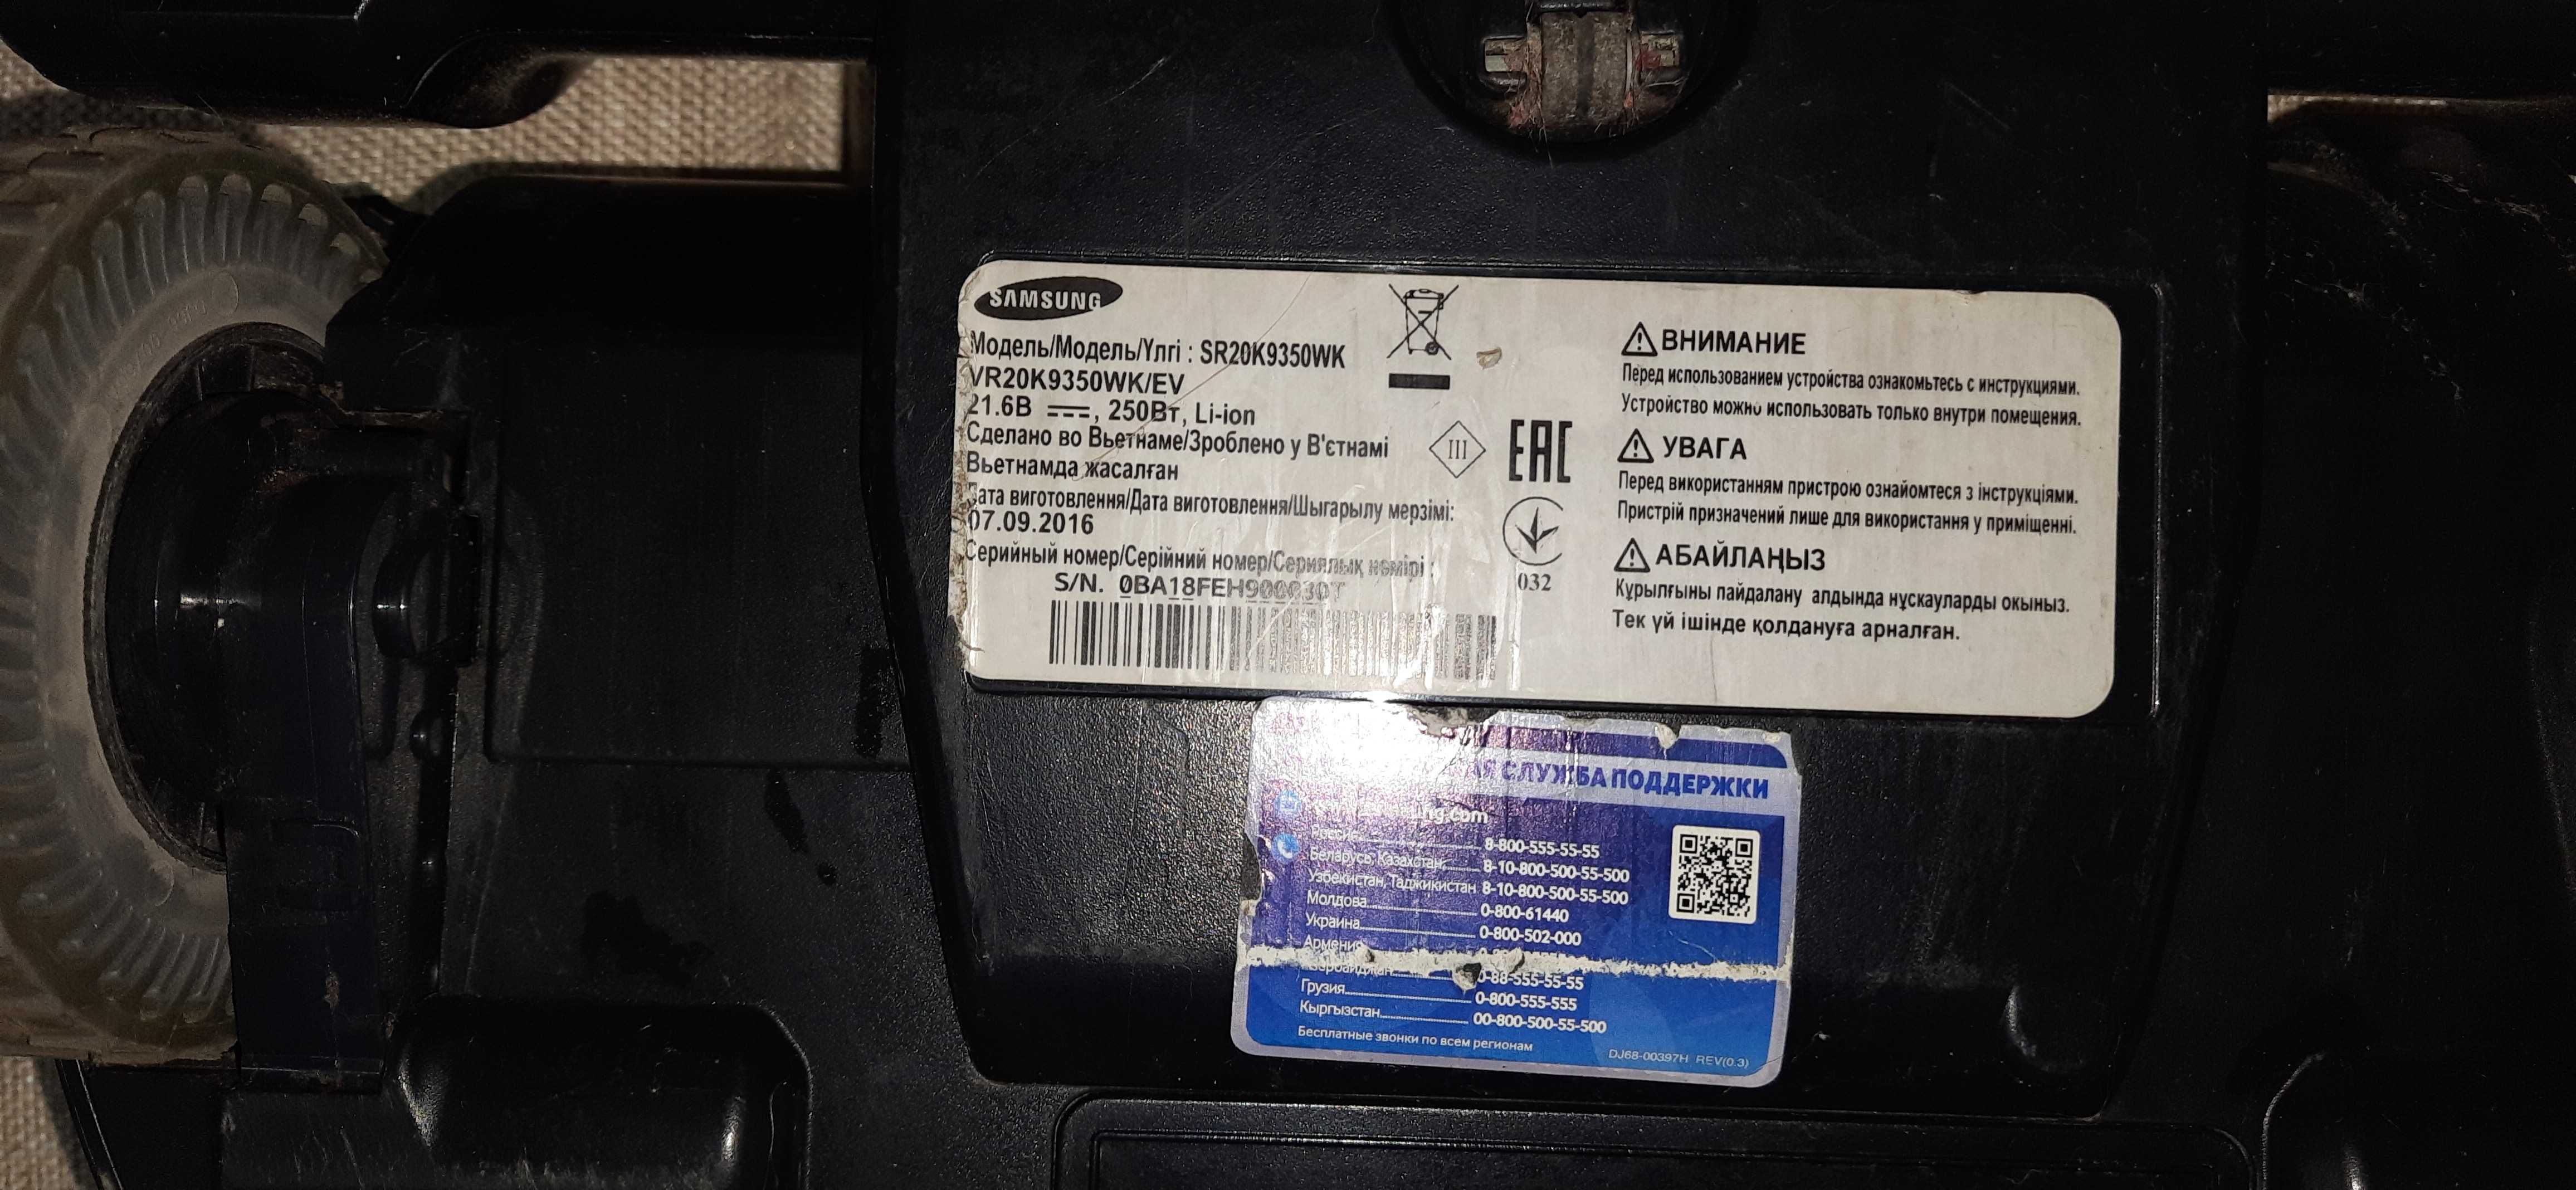 SAMSUNG
Модель/Модель/Үлгі : SR20K9350WK
VR20K9350WK/EV
21.6В , 250Вт, Li-ion
Сделано во Вьетнаме/Зроблено у В'єтнамі
Вьетнамда жасалған
Дата виготовлення/Дата виготовлення/Шығарылу мерзімі:
07.09.2016
Серийный номер/Серійний номер/Сериялық нөмірі :
S/N. 0BA18FEH900030T
III
EAC
032
ВНИМАНИЕ
Перед использованием устройства ознакомьтесь с инструкциями.
Устройство можно использовать только внутри помещения.
УВАГА
Перед використанням пристрою ознайомтеся з інструкціями.
Пристрій призначений лише для використання у приміщенні.
АБАЙЛАҢЫЗ
Құрылғыны пайдалану алдында нұсқауларды окыныз.
Тек үй ішінде қолдануға арналған.
СЛУЖБА ПОДДЕРЖКИ
Россия 8-800-555-55-55
Беларусь, Казахстан 8-10-800-500-55-500
Узбекистан, Таджикистан 8-10-800-500-55-500
Молдова 0-800-61440
Украина 0-800-502-000
Армения
0-88-555-55-55
Грузия 0-800-555-555
Кыргызстан 00-800-500-55-500
Бесплатные звонки по всем регионам
DJ68-00397H REV(0.3)